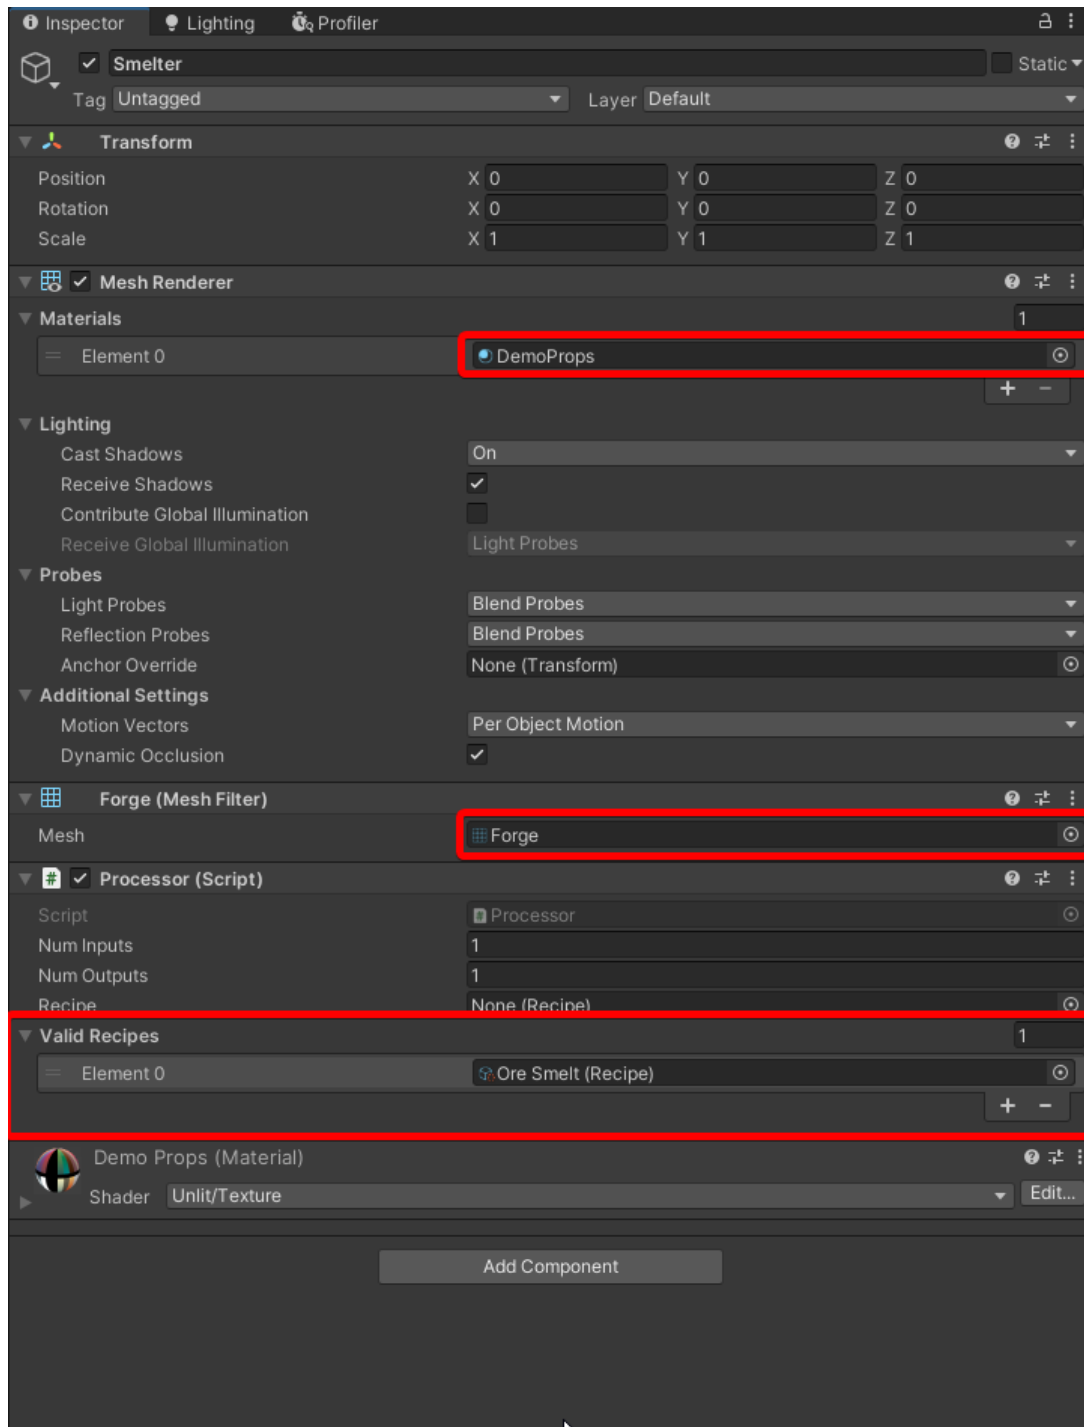 Inspector Lighting Profiler
Smelter Static
Tag Untagged Layer Default
Transform
Position X 0 Y 0 Z 0
Rotation X 0 Y 0 Z 0
Scale X 1 Y 1 Z 1
Mesh Renderer
Materials 1
Element 0 DemoProps
+ −
Lighting
Cast Shadows On
Receive Shadows
Contribute Global Illumination
Receive Global Illumination Light Probes
Probes
Light Probes Blend Probes
Reflection Probes Blend Probes
Anchor Override None (Transform)
Additional Settings
Motion Vectors Per Object Motion
Dynamic Occlusion
Forge (Mesh Filter)
Mesh Forge
# Processor (Script)
Script # Processor
Num Inputs 1
Num Outputs 1
Recipe None (Recipe)
Valid Recipes 1
Element 0 Ore Smelt (Recipe)
+ −
Demo Props (Material)
Shader Unlit/Texture Edit...
Add Component